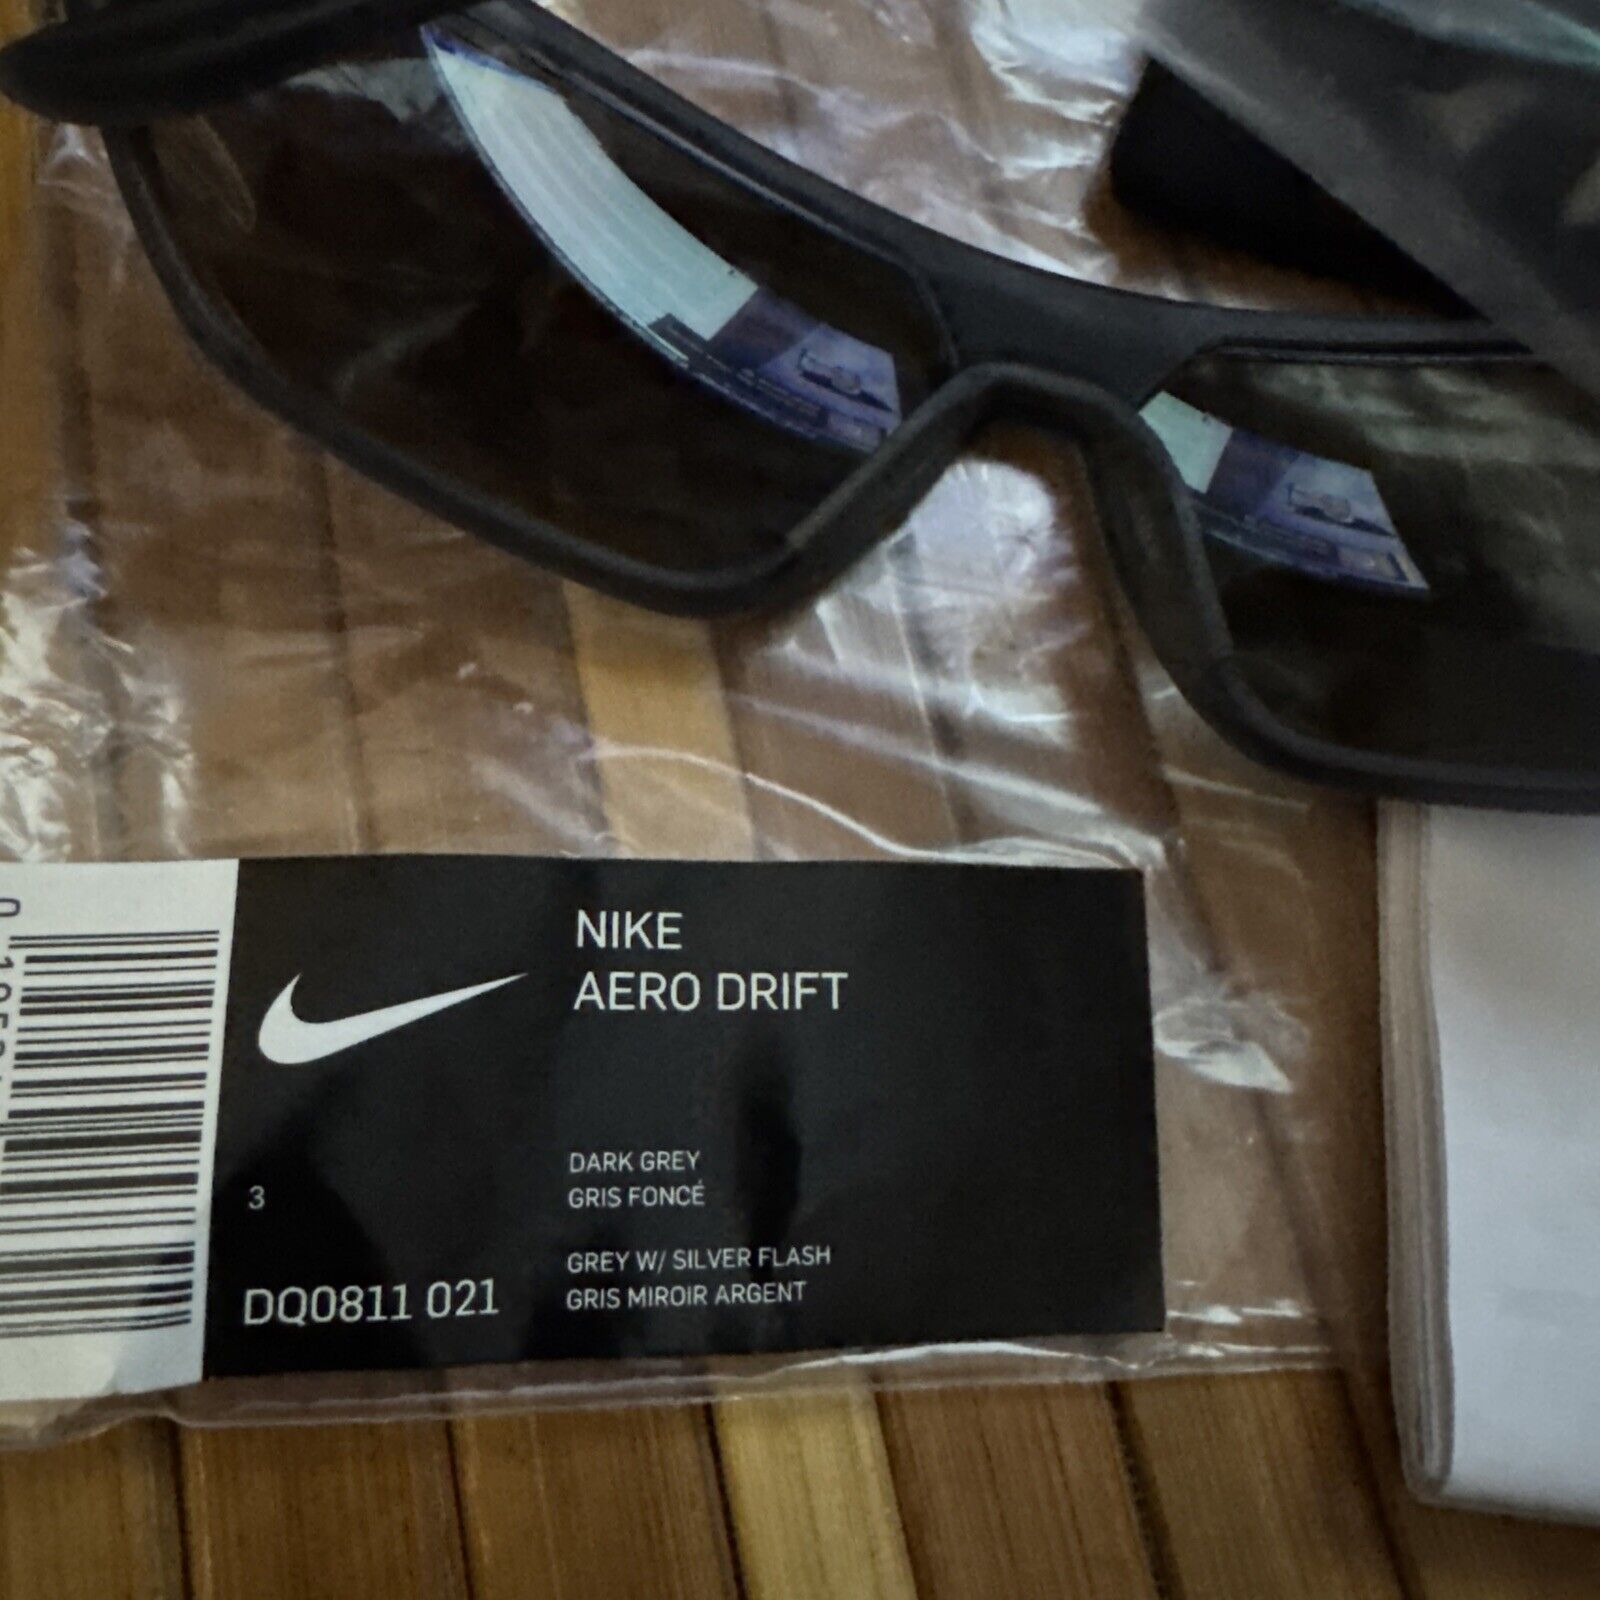 NIKE
AERO DRIFT
DARK GREY
GRIS FONCÉ
3
GREY W/ SILVER FLASH
GRIS MIROIR ARGENT
DQ0811 021